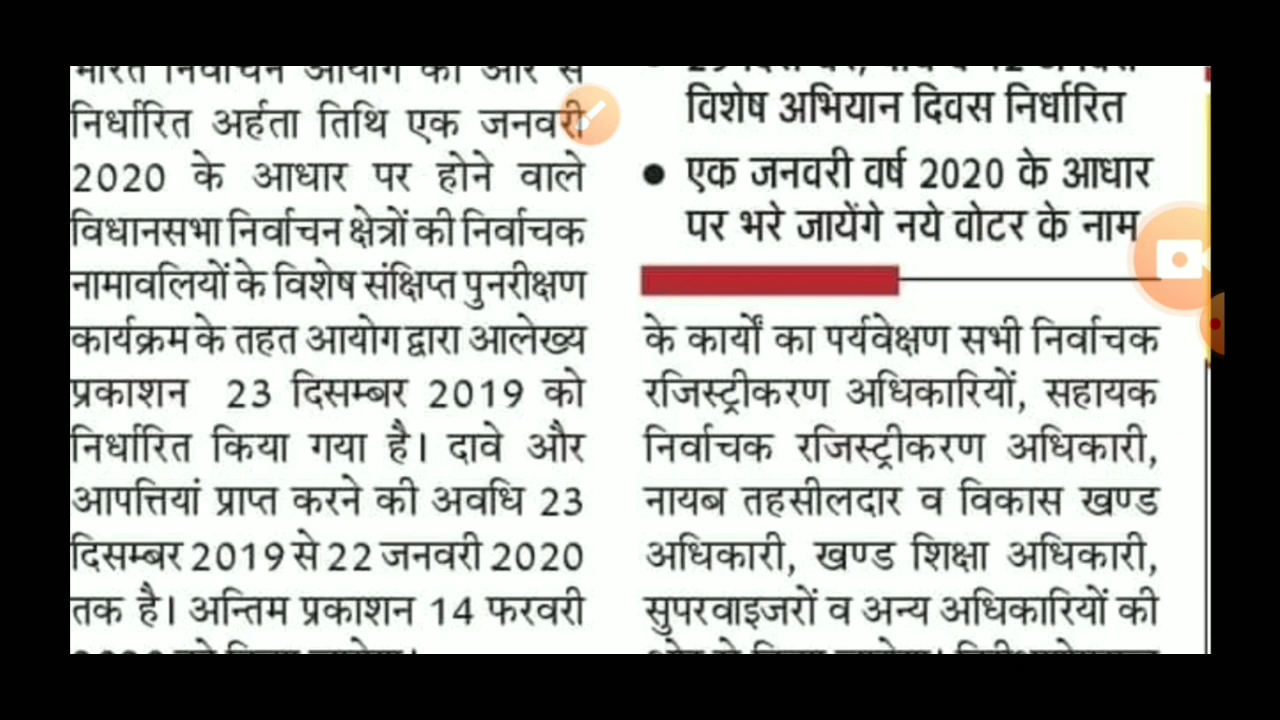 भारत निर्वाचन आयोग की ओर से
निर्धारित अर्हता तिथि एक जनवरी
2020 के आधार पर होने वाले
विधानसभा निर्वाचन क्षेत्रों की निर्वाचक
नामावलियों के विशेष संक्षिप्त पुनरीक्षण
कार्यक्रम के तहत आयोग द्वारा आलेख्य
प्रकाशन 23 दिसम्बर 2019 को
निर्धारित किया गया है। दावे और
आपत्तियां प्राप्त करने की अवधि 23
दिसम्बर 2019 से 22 जनवरी 2020
तक है। अन्तिम प्रकाशन 14 फरवरी
विशेष अभियान दिवस निर्धारित
● एक जनवरी वर्ष 2020 के आधार
पर भरे जायेंगे नये वोटर के नाम
के कार्यों का पर्यवेक्षण सभी निर्वाचक
रजिस्ट्रीकरण अधिकारियों, सहायक
निर्वाचक रजिस्ट्रीकरण अधिकारी,
नायब तहसीलदार व विकास खण्ड
अधिकारी, खण्ड शिक्षा अधिकारी,
सुपरवाइजरों व अन्य अधिकारियों की